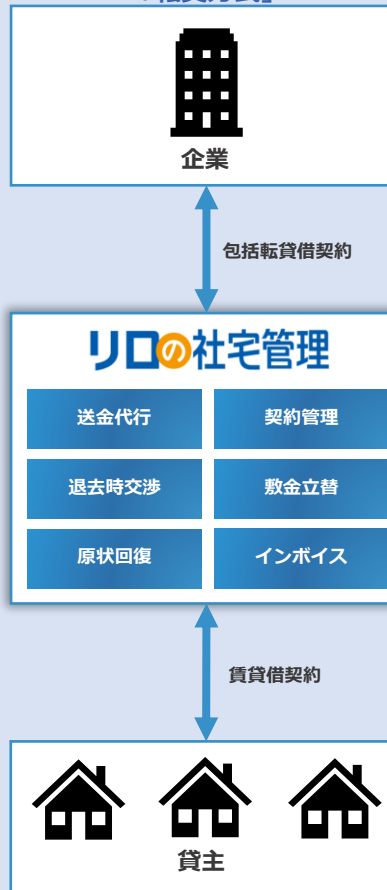 企業
包括転貸借契約
リロの社宅管理
送金代行
契約管理
退去時交渉
敷金立替
原状回復
インボイス
賃貸借契約
貸主